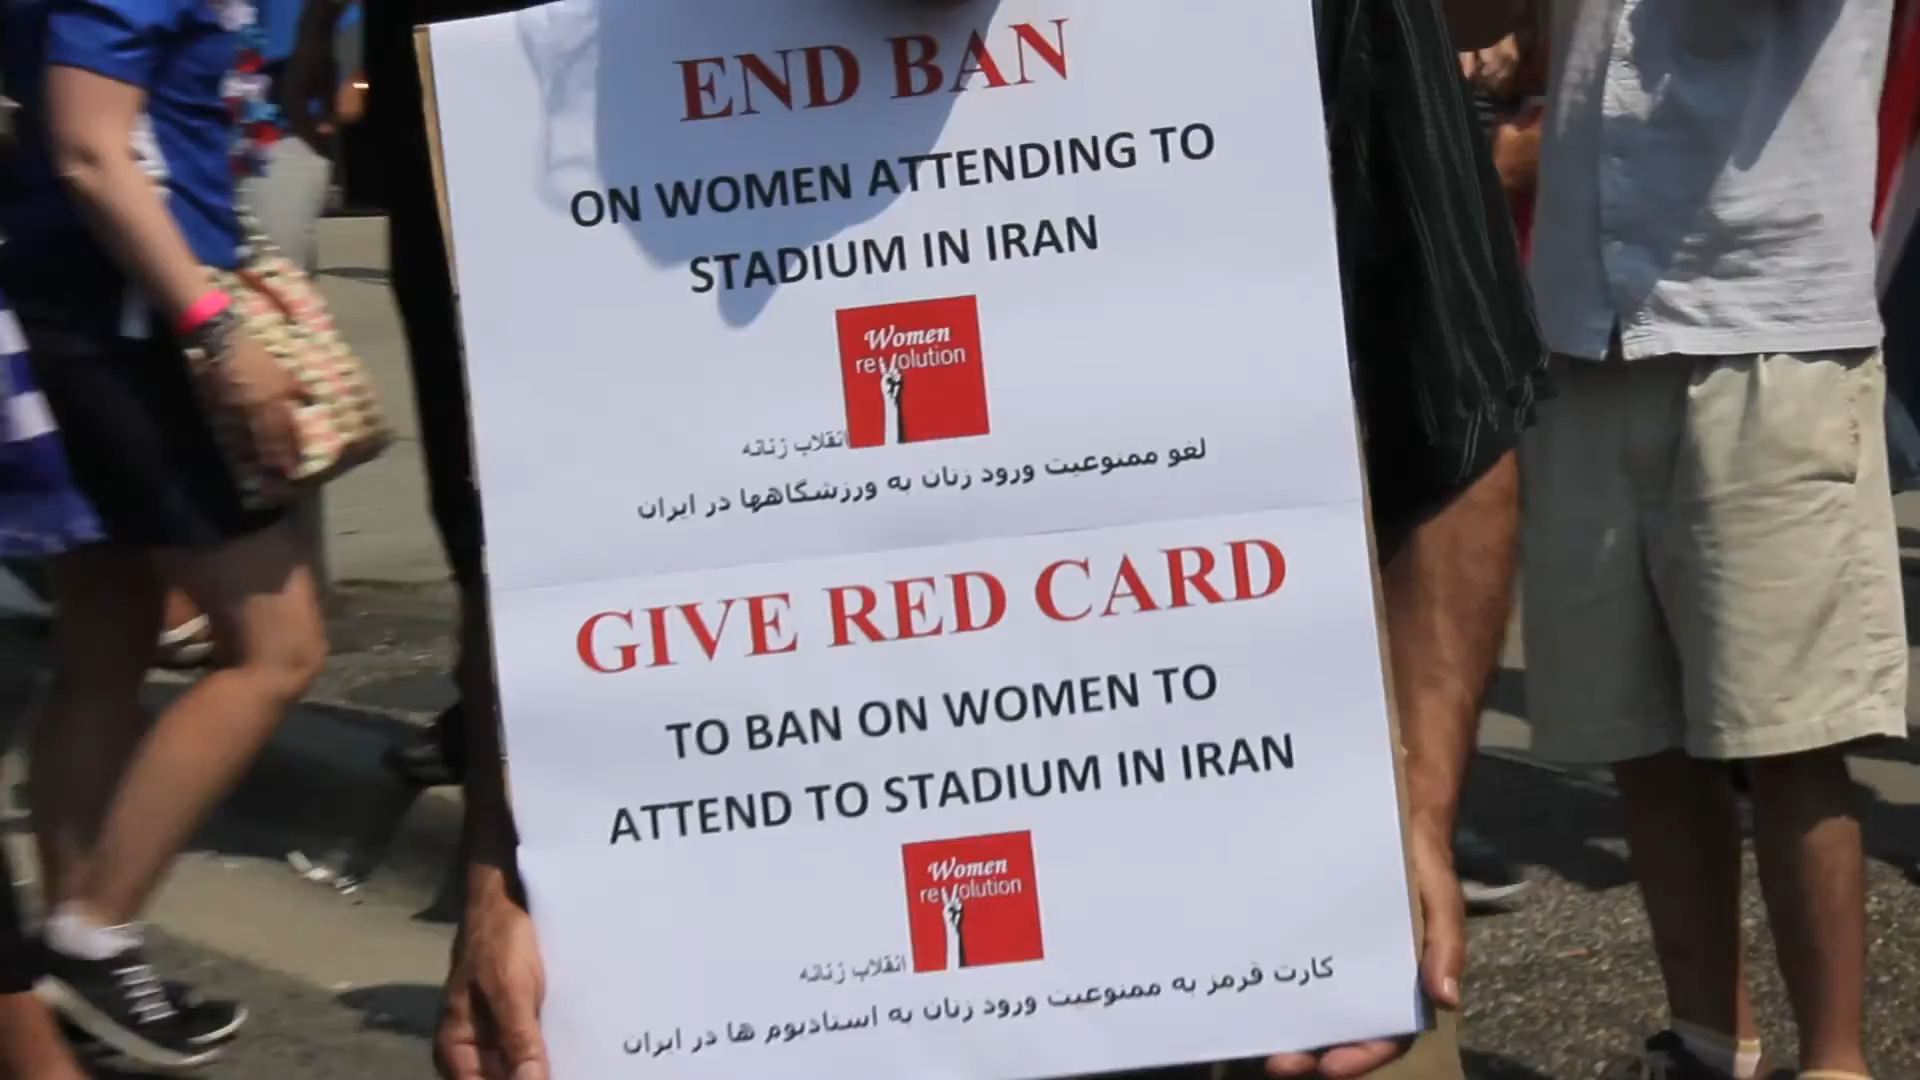 END BAN
ON WOMEN ATTENDING TO
STADIUM IN IRAN
Women
revolution
انقلاب زنانه
لغو ممنوعیت ورود زنان به ورزشگاهها در ایران
GIVE RED CARD
TO BAN ON WOMEN TO
ATTEND TO STADIUM IN IRAN
Women
revolution
انقلاب زنانه
کارت قرمز به ممنوعیت ورود زنان به استادیوم ها در ایران